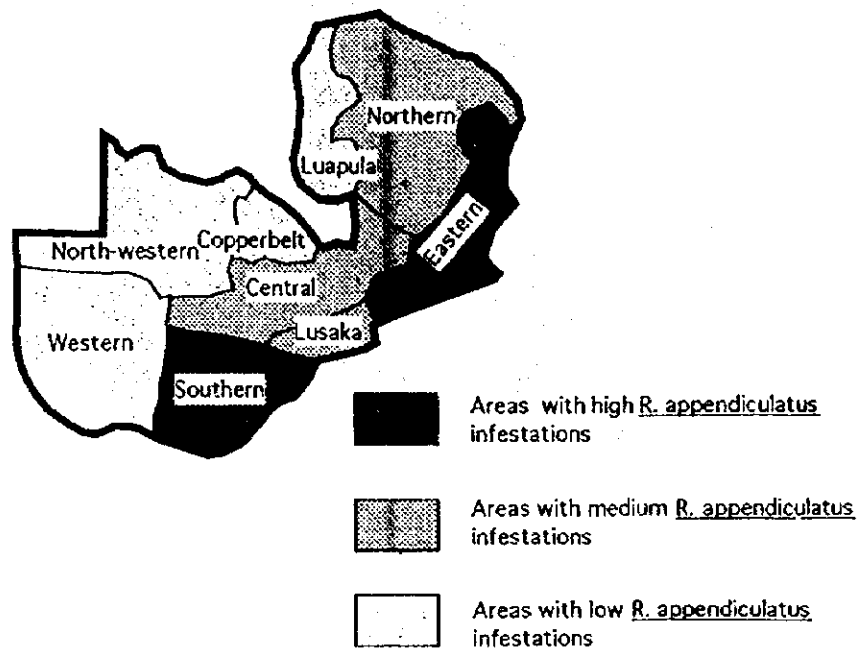 Northern
Luapula
Eastern
Copperbelt
North-western
Central
Lusaka
Western
Southern
Areas with high R. appendiculatus
infestations
Areas with medium R. appendiculatus
infestations
Areas with low R. appendiculatus
infestations